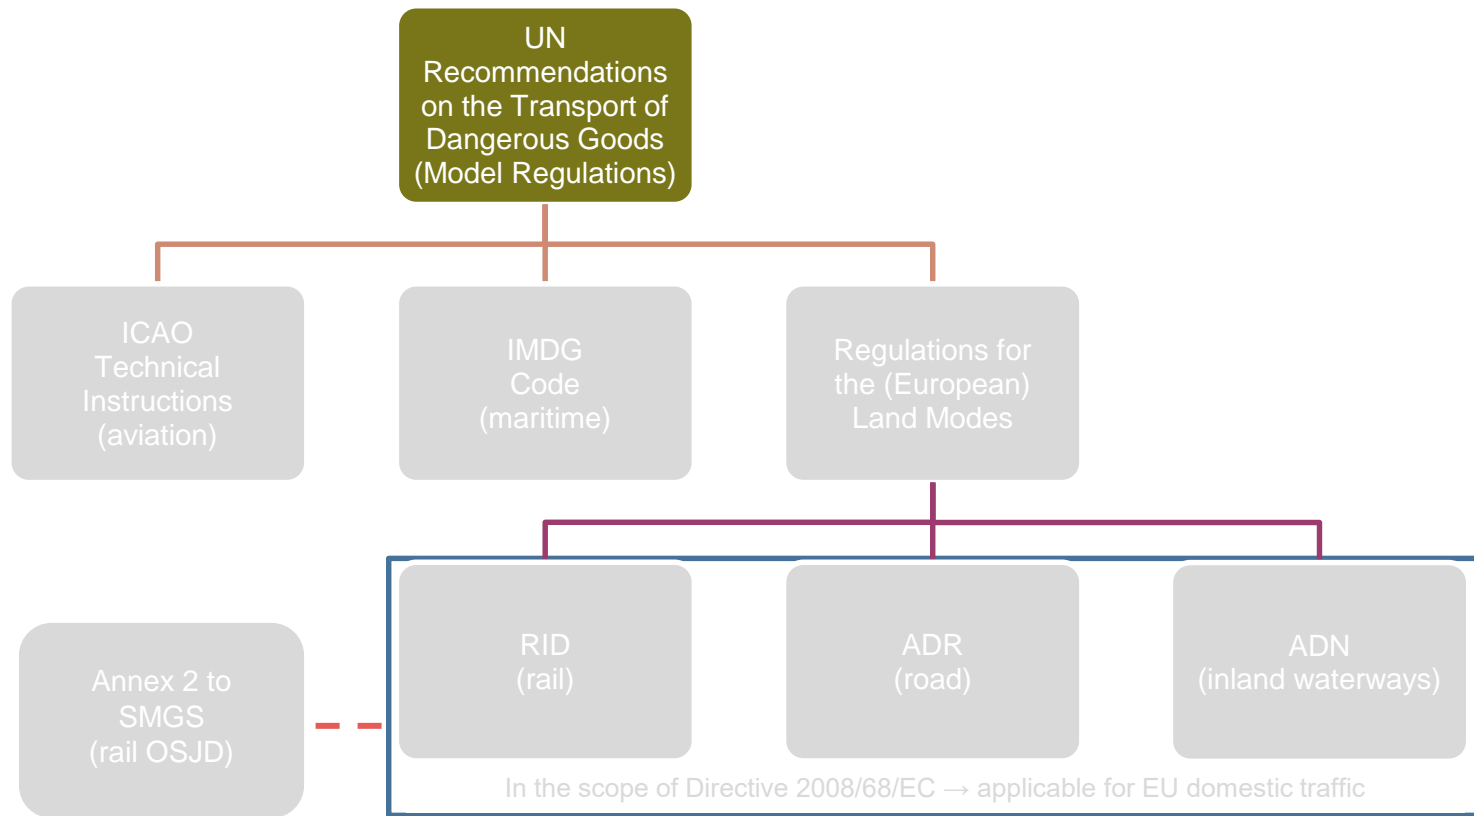 UN
Recommendations
on the Transport of
Dangerous Goods
(Model Regulations)
ICAO
Technical
Instructions
(aviation)
IMDG
Code
(maritime)
Regulations for
the (European)
Land Modes
Annex 2 to
SMGS
(rail OSJD)
RID
(rail)
ADR
(road)
ADN
(inland waterways)
In the scope of Directive 2008/68/EC → applicable for EU domestic traffic